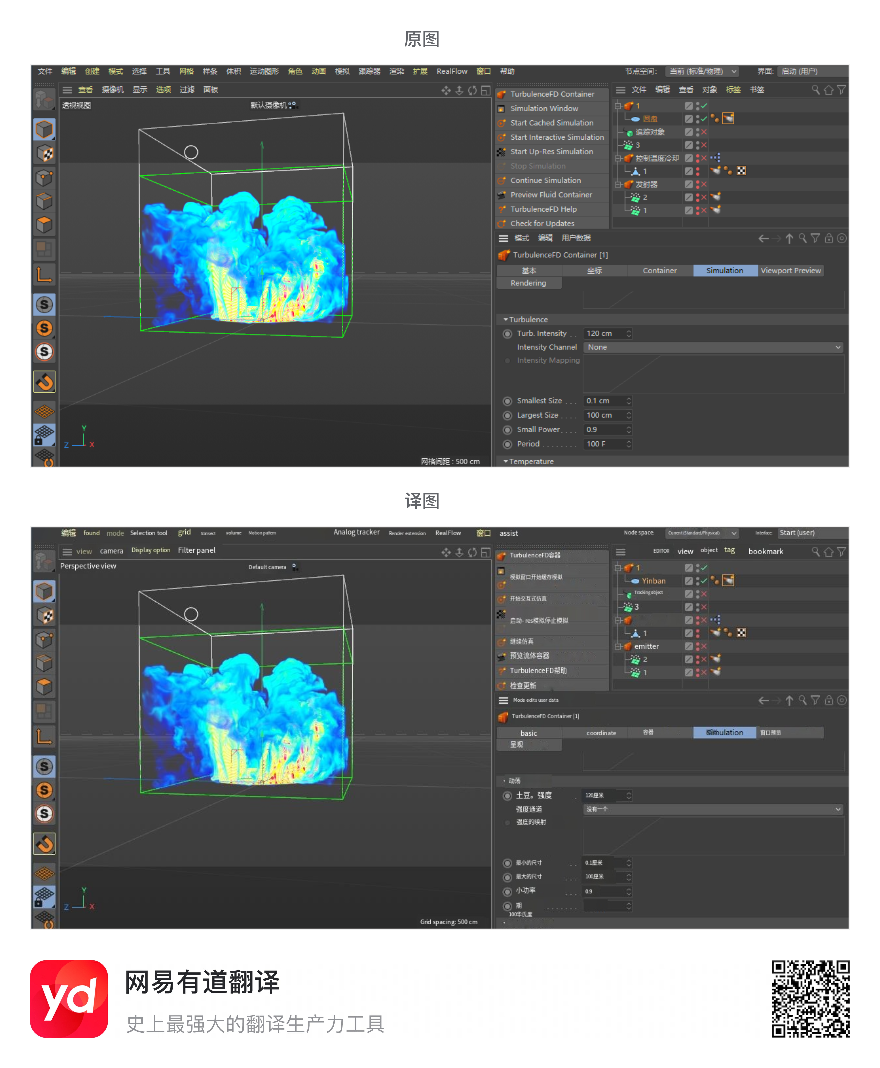 原图
文件 编辑 创建 模式 选择 工具 网格 样条 体积 运动图形 角色 动画 模拟 跟踪器 渲染 扩展 RealFlow 窗口 帮助
节点空间: 当前 (标准/物理) 界面: 启动 (用户)
查看 摄像机 显示 选项 过滤 面板
透视视图
默认摄像机
网格间距 : 500 cm
TurbulenceFD Container
Simulation Window
Start Cached Simulation
Start Interactive Simulation
Start Up-Res Simulation
Stop Simulation
Continue Simulation
Preview Fluid Container
TurbulenceFD Help
Check for Updates
文件 编辑 查看 对象 标签 书签
1
圆盘
追踪对象
3
控制温度冷却
1
发射器
2
1
模式 编辑 用户数据
TurbulenceFD Container [1]
基本 坐标 Container Simulation Viewport Preview
Rendering
Turbulence
Turb. Intensity . . 120 cm
Intensity Channel None
Intensity Mapping
Smallest Size . . . 0.1 cm
Largest Size . . . . 100 cm
Small Power. . . . 0.9
Period . . . . . . . . 100 F
Temperature
译图
编辑 found mode Selection tool grid transect volume Motion pattern Analog tracker Render extension RealFlow 窗口 assist
Node space: Current (Standard/Physical) Interface: Start (user)
view camera Display option Filter panel
Perspective view
Default camera
Grid spacing: 500 cm
TurbulenceFD容器
模拟窗口开始缓存模拟
开始交互式仿真
启动- res模拟停止模拟
继续仿真
预览流体容器
TurbulenceFD帮助
检查更新
EDITOR view object tag bookmark
1
Yinban
tracking object
3
1
emitter
2
1
Mode edits user data
TurbulenceFD Container [1]
basic coordinate 容器 Simulation 窗口预览
呈现
动荡
土豆。强度 120厘米
强度通道 没有一个
强度的映射
最小的尺寸 . . 0.1厘米
最大的尺寸 . . . 100厘米
小功率 . . . 0.9
期 . . . . . . . .
100华氏度
yd
网易有道翻译
史上最强大的翻译生产力工具